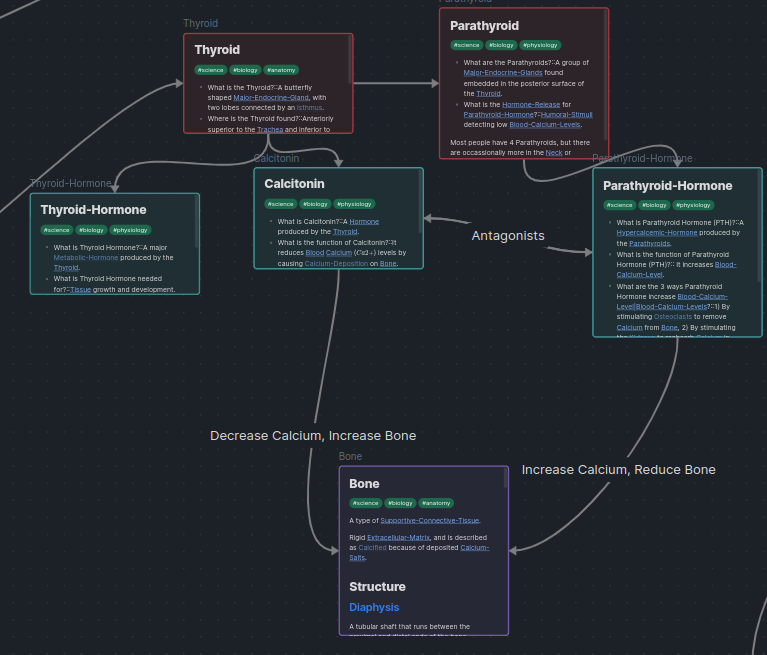 Thyroid
Thyroid
#science #biology #anatomy
What is the Thyroid?::A butterfly
shaped Major-Endocrine-Gland, with
two lobes connected by an Isthmus.
Where is the Thyroid found?::Anteriorly
superior to the Trachea and inferior to
Parathyroid
Parathyroid
#science #biology #physiology
What are the Parathyroids?::A group of
Major-Endocrine-Glands found
embedded in the posterior surface of
the Thyroid.
What is the Hormone-Release for
Parathyroid-Hormone?::Humoral-Stimuli
detecting low Blood-Calcium-Levels.
Most people have 4 Parathyroids, but there
are occasionally more in the Neck or
Thyroid-Hormone
Thyroid-Hormone
#science #biology #physiology
What is Thyroid Hormone?::A major
Metabolic-Hormone produced by the
Thyroid.
What is Thyroid Hormone needed
for?::Tissue growth and development.
Calcitonin
Calcitonin
#science #biology #physiology
What is Calcitonin?::A Hormone
produced by the Thyroid.
What is the function of Calcitonin?::It
reduces Blood Calcium (Ca2+) levels by
causing Calcium-Deposition on Bone.
Antagonists
Parathyroid-Hormone
Parathyroid-Hormone
#science #biology #physiology
What is Parathyroid Hormone (PTH)?::A
Hypercalcemic-Hormone produced by
the Parathyroids.
What is the function of Parathyroid
Hormone (PTH)?:: It increases Blood-
Calcium-Level.
What are the 3 ways Parathyroid
Hormone increase Blood-Calcium-
Level|Blood-Calcium-Levels?::1) By
stimulating Osteoclasts to remove
Calcium from Bone, 2) By stimulating
Decrease Calcium, Increase Bone
Increase Calcium, Reduce Bone
Bone
Bone
#science #biology #anatomy
A type of Supportive-Connective-Tissue.
Rigid Extracellular-Matrix, and is described
as Calcified because of deposited Calcium-
Salts.
Structure
Diaphysis
A tubular shaft that runs between the